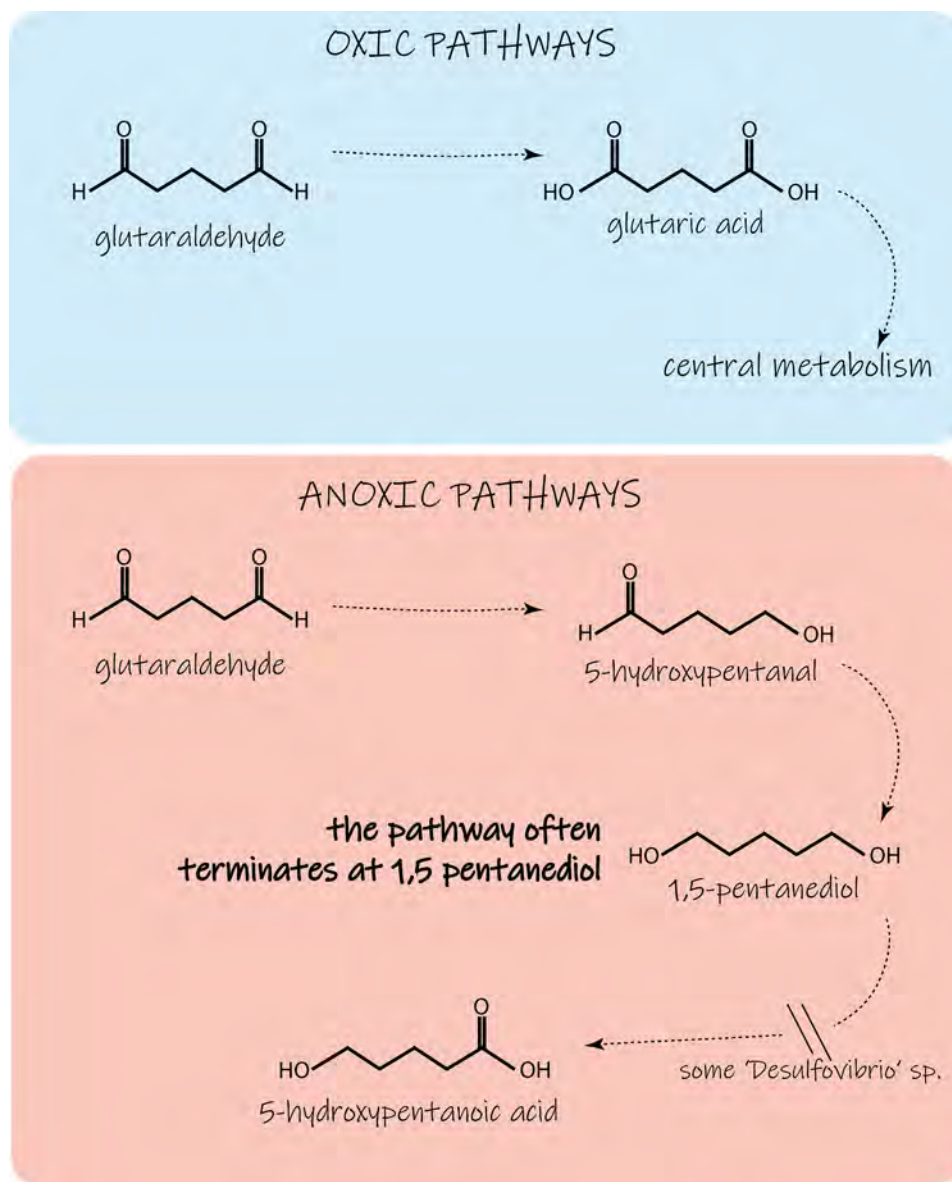 OXIC PATHWAYS
O O O O
H H HO OH
glutaraldehyde glutaric acid
central metabolism
ANOXIC PATHWAYS
O O O
H H H OH
glutaraldehyde 5-hydroxypentanal
the pathway often
terminates at 1,5 pentanediol
HO OH
1,5-pentanediol
O
HO OH
some 'Desulfovibrio' sp.
5-hydroxypentanoic acid